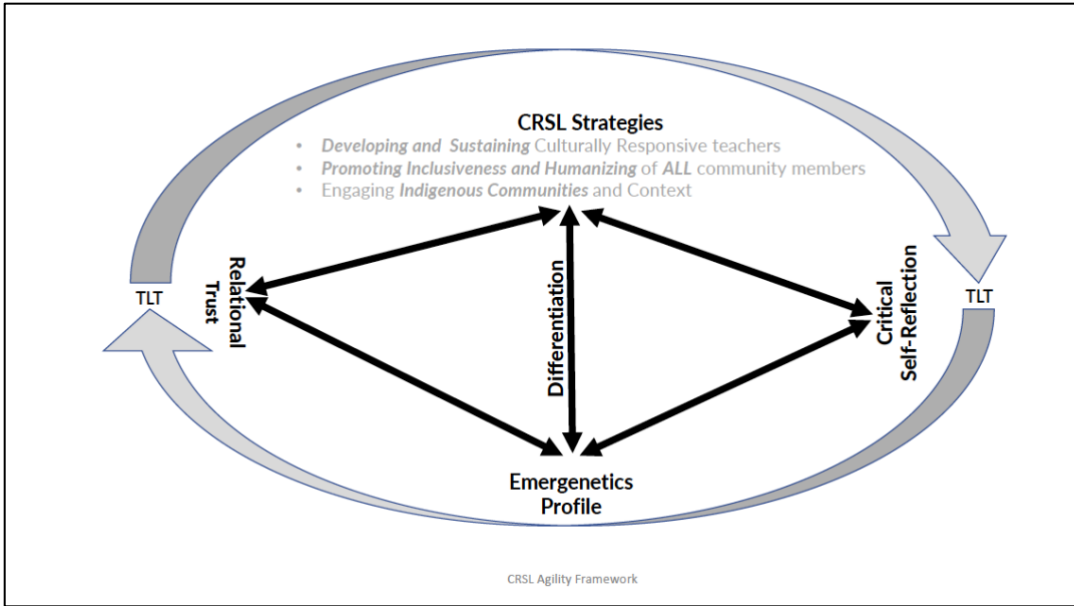 CRSL Strategies
• Developing and Sustaining Culturally Responsive teachers
• Promoting Inclusiveness and Humanizing of ALL community members
• Engaging Indigenous Communities and Context
TLT
Relational
Trust
Differentiation
Critical
Self-Reflection
TLT
Emergenetics
Profile
CRSL Agility Framework